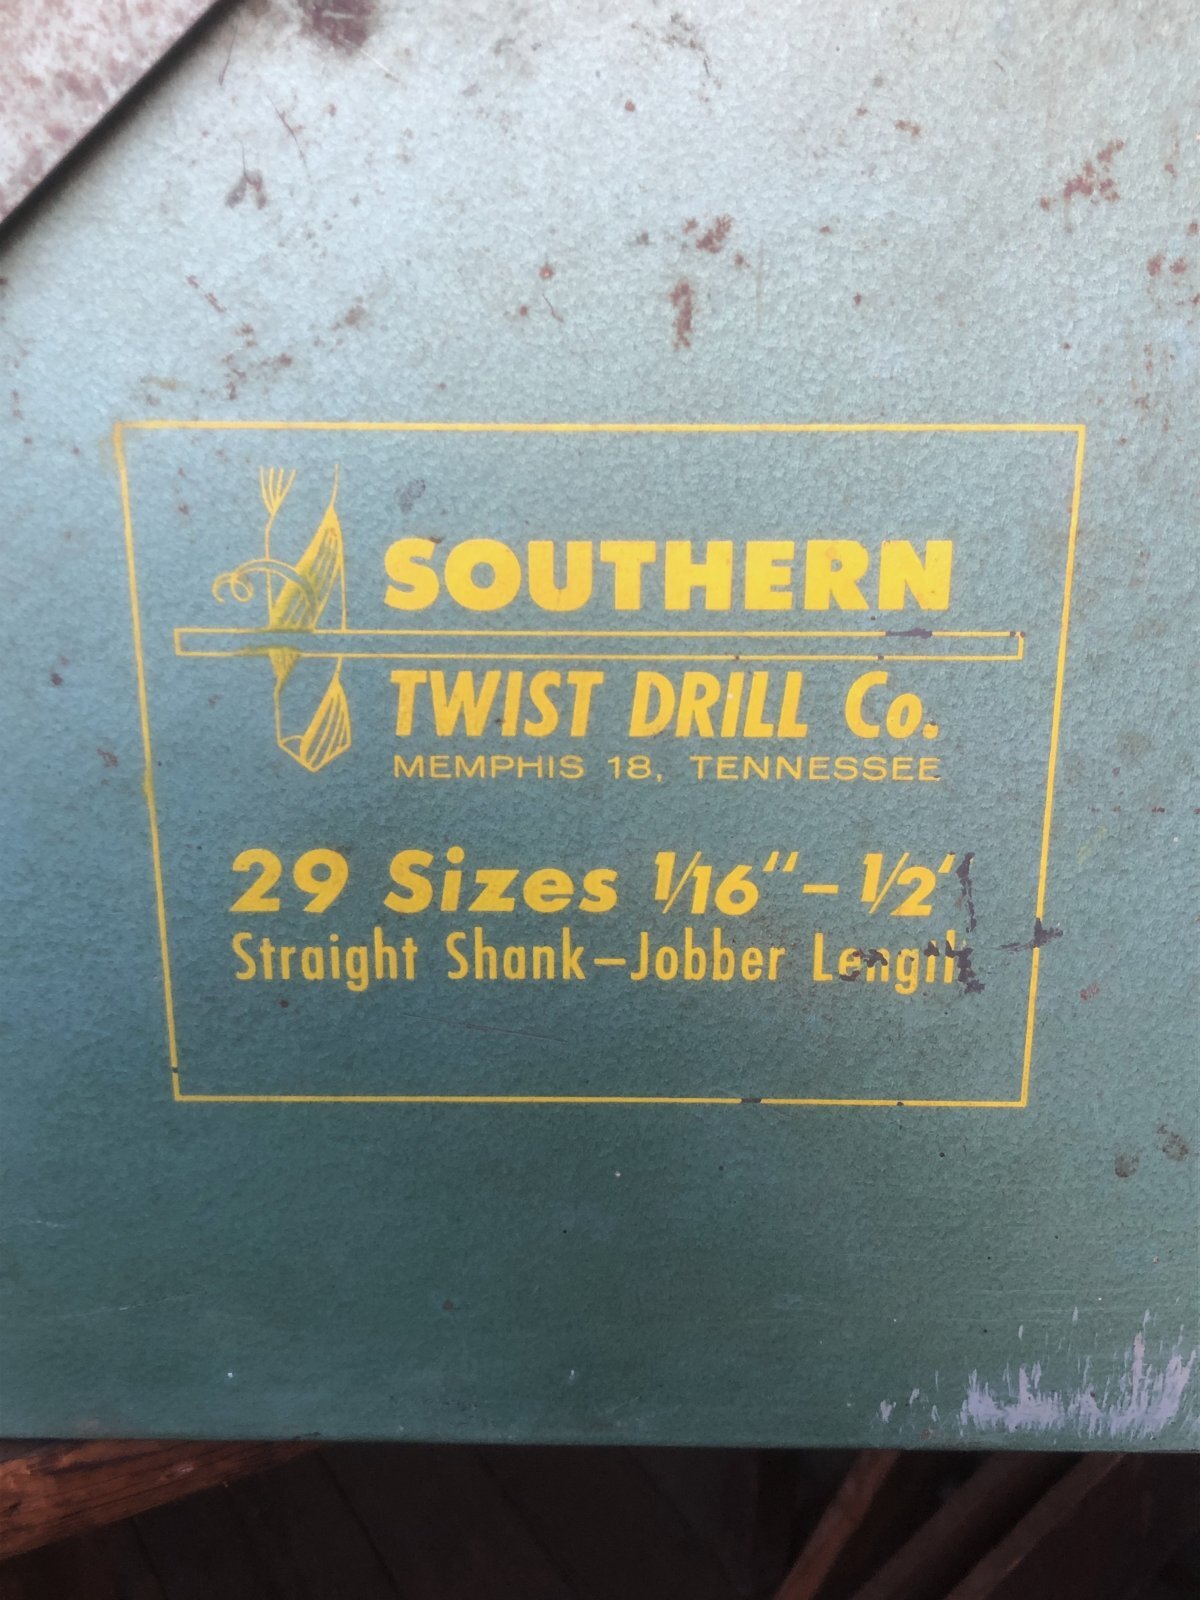 SOUTHERN
TWIST DRILL Co.
MEMPHIS 18, TENNESSEE
29 Sizes 1/16" – 1/2"
Straight Shank – Jobber Length